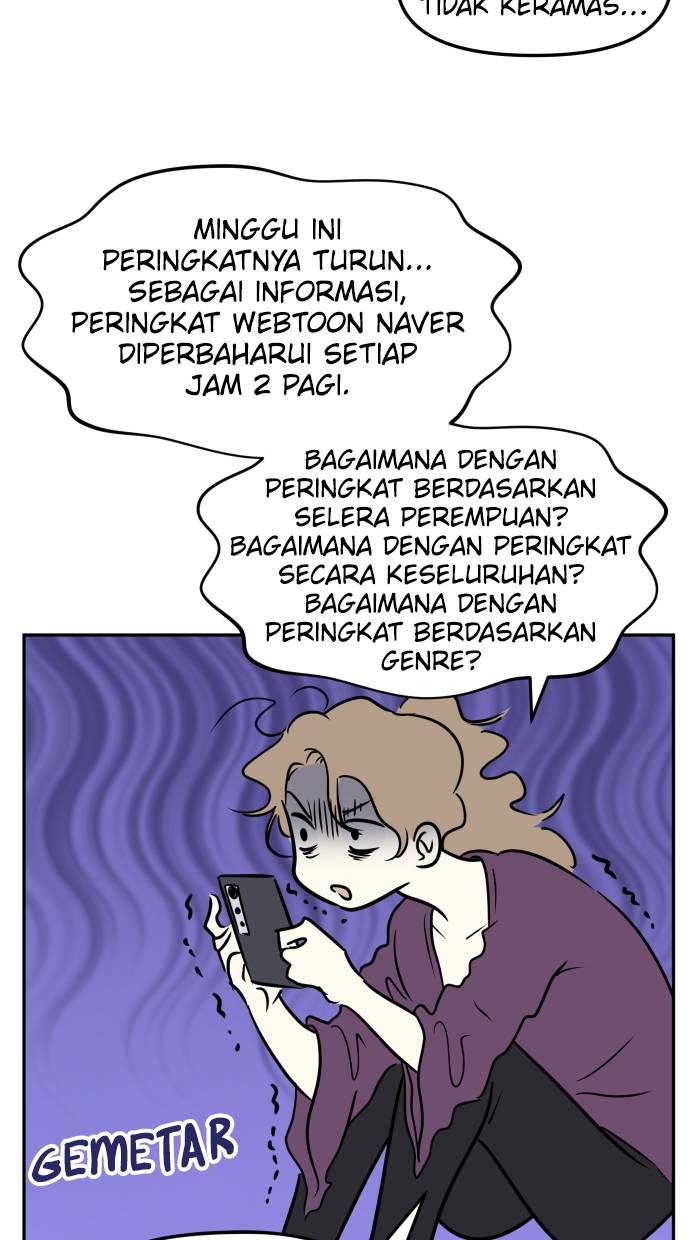 TIDAK KERAMAS...
MINGGU INI
PERINGKATNYA TURUN...
SEBAGAI INFORMASI,
PERINGKAT WEBTOON NAVER
DIPERBAHARUI SETIAP
JAM 2 PAGI.
BAGAIMANA DENGAN
PERINGKAT BERDASARKAN
SELERA PEREMPUAN?
BAGAIMANA DENGAN PERINGKAT
SECARA KESELURUHAN?
BAGAIMANA DENGAN
PERINGKAT BERDASARKAN
GENRE?
GEMETAR